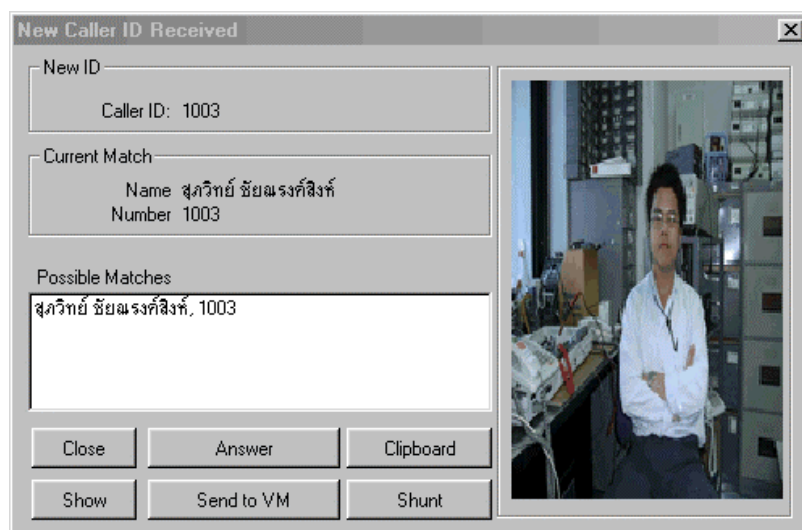 New Caller ID Received
New ID
Caller ID: 1003
Current Match
Name สุภวิทย์ ชัยณรงค์สิงห์
Number 1003
Possible Matches
สุภวิทย์ ชัยณรงค์สิงห์, 1003
Close Answer Clipboard
Show Send to VM Shunt